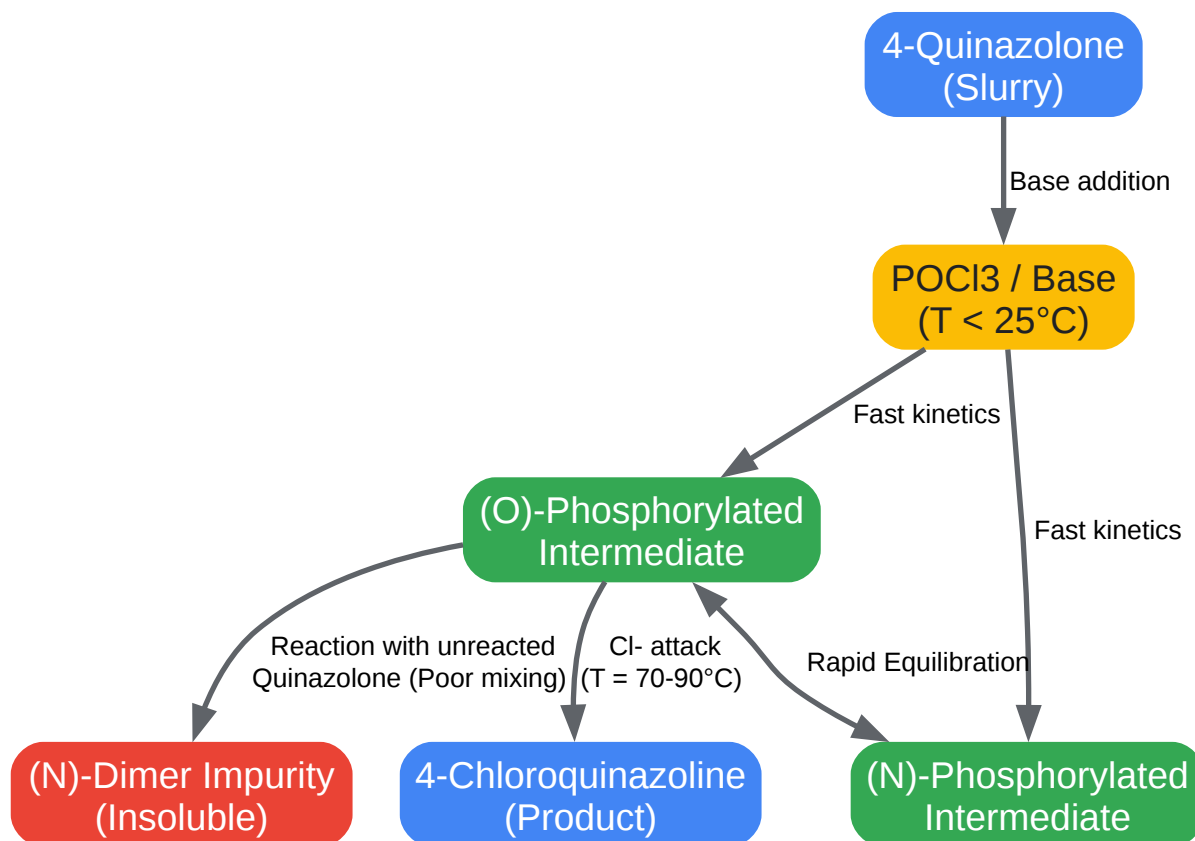 4-Quinazolone
(Slurry)
Base addition
POCl3 / Base
(T < 25°C)
Fast kinetics
(O)-Phosphorylated
Intermediate
Fast kinetics
Reaction with unreacted
Quinazolone (Poor mixing)
Cl- attack
(T = 70-90°C)
Rapid Equilibration
(N)-Dimer Impurity
(Insoluble)
4-Chloroquinazoline
(Product)
(N)-Phosphorylated
Intermediate